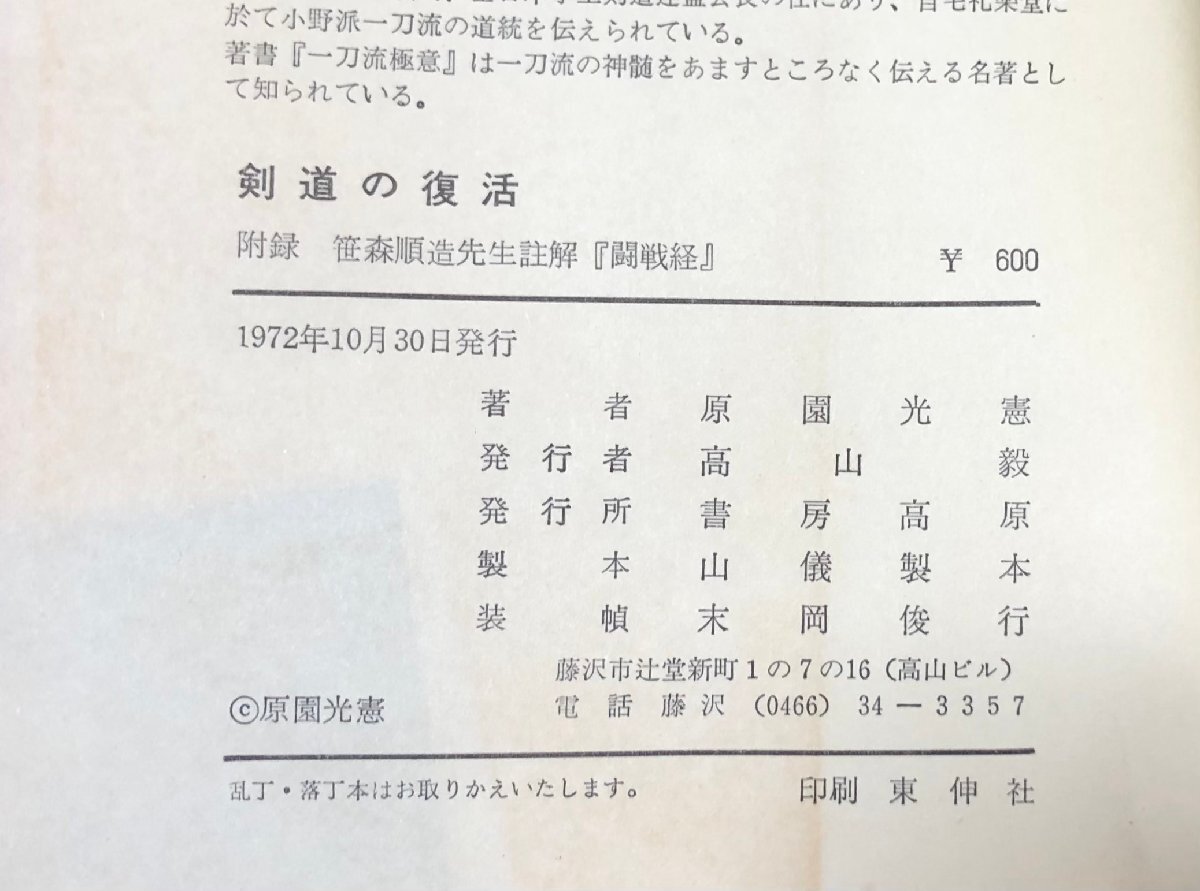 於て小野派一刀流の道統を伝えられている。
著書『一刀流極意』は一刀流の神髄をあますところなく伝える名著とし
て知られている。
剣道の復活
附録 笹森順造先生註解『闘戦経』 ¥ 600
1972年10月30日発行
著者 原園光憲
発行者 高山毅
発行所 書房高原
製本 山儀製本
装幀 末岡俊行
藤沢市辻堂新町1の7の16(高山ビル)
電話 藤沢 (0466) 34―3357
©原園光憲
乱丁・落丁本はお取りかえいたします。 印刷 東伸社